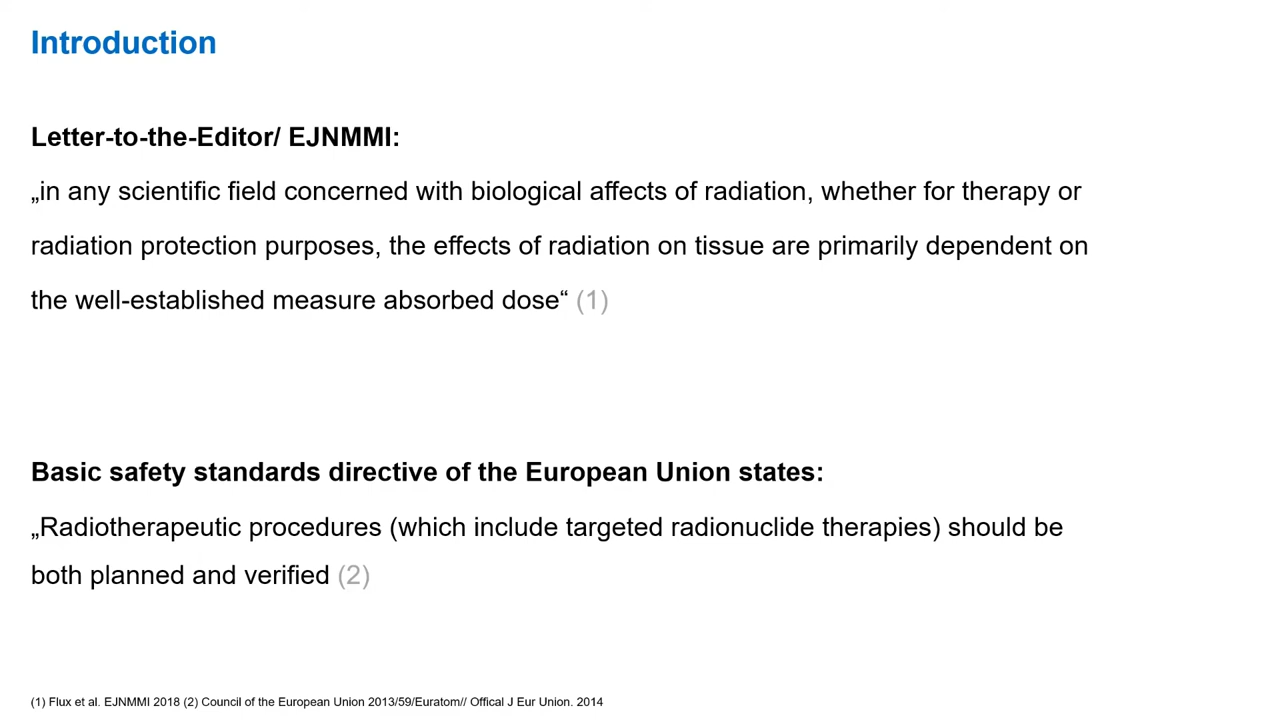 Introduction
Letter-to-the-Editor/ EJNMMI:
„in any scientific field concerned with biological affects of radiation, whether for therapy or
radiation protection purposes, the effects of radiation on tissue are primarily dependent on
the well-established measure absorbed dose“ (1)
Basic safety standards directive of the European Union states:
„Radiotherapeutic procedures (which include targeted radionuclide therapies) should be
both planned and verified (2)
(1) Flux et al. EJNMMI 2018 (2) Council of the European Union 2013/59/Euratom// Offical J Eur Union. 2014